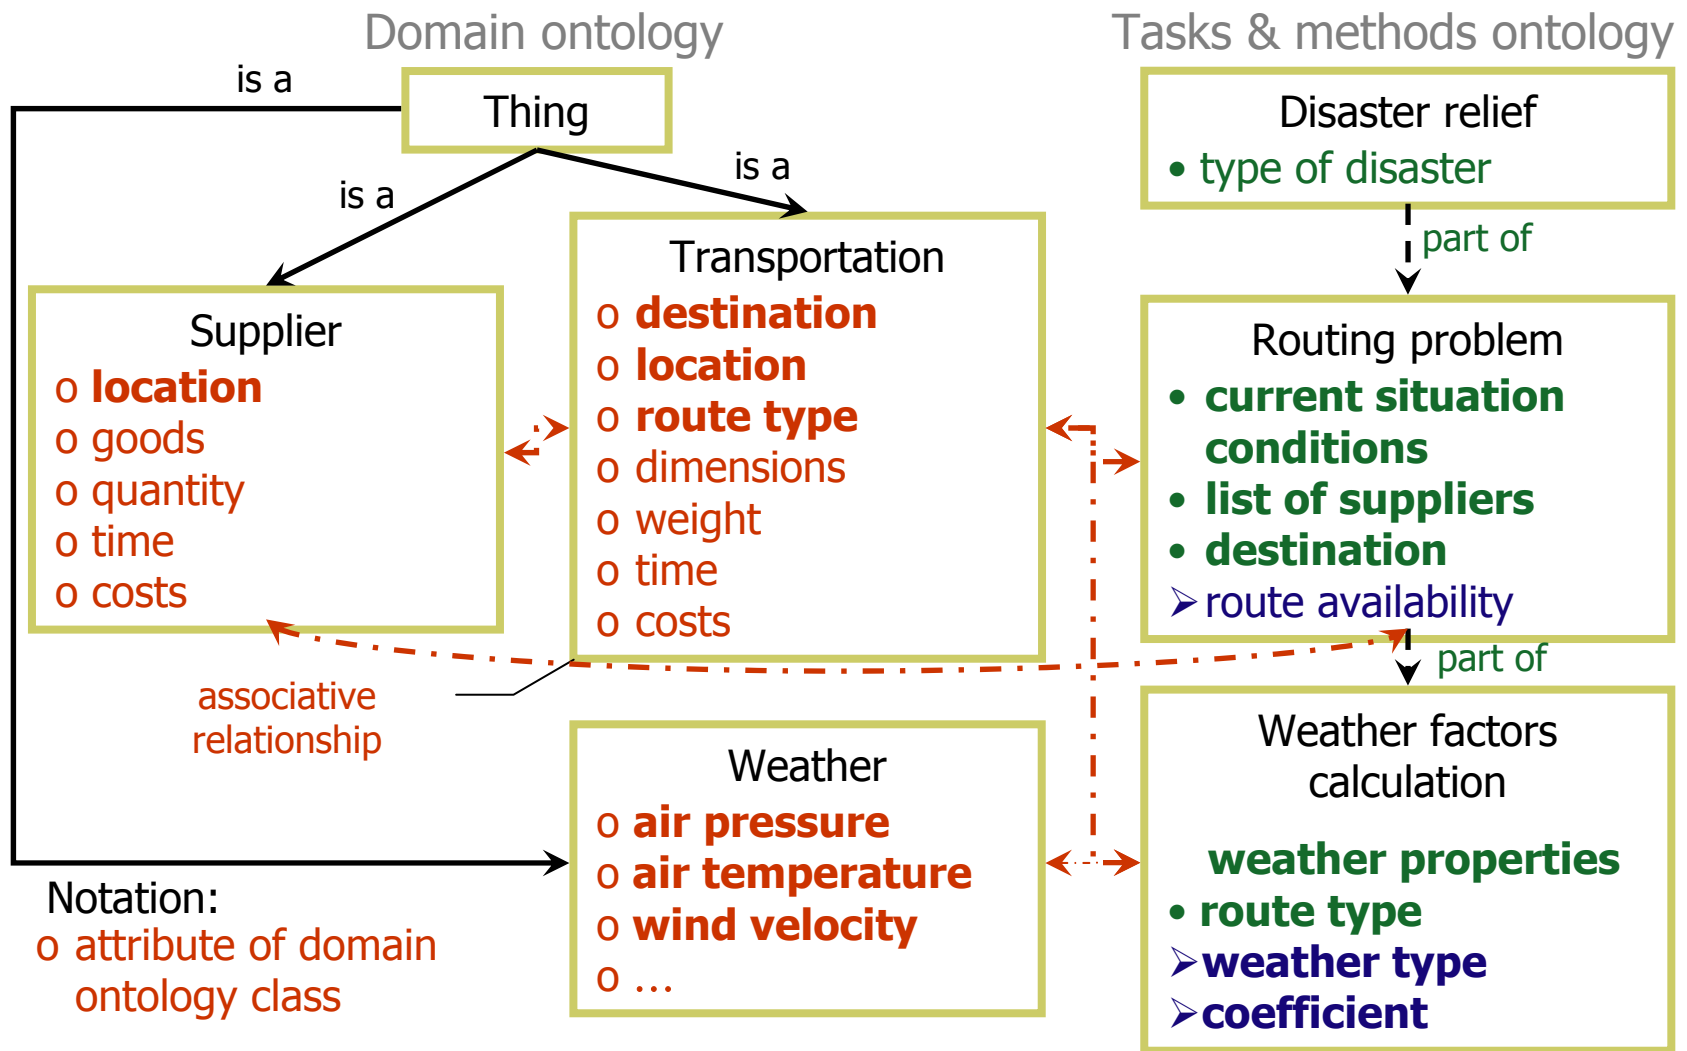 Domain ontology
Tasks & methods ontology
is a
Thing
is a
is a
Disaster relief
• type of disaster
part of
Supplier
o location
o goods
o quantity
o time
o costs
Transportation
o destination
o location
o route type
o dimensions
o weight
o time
o costs
Routing problem
• current situation
conditions
• list of suppliers
• destination
➢route availability
part of
associative
relationship
Weather
o air pressure
o air temperature
o wind velocity
o ...
Weather factors
calculation
weather properties
• route type
➢weather type
➢coefficient
Notation:
o attribute of domain
ontology class